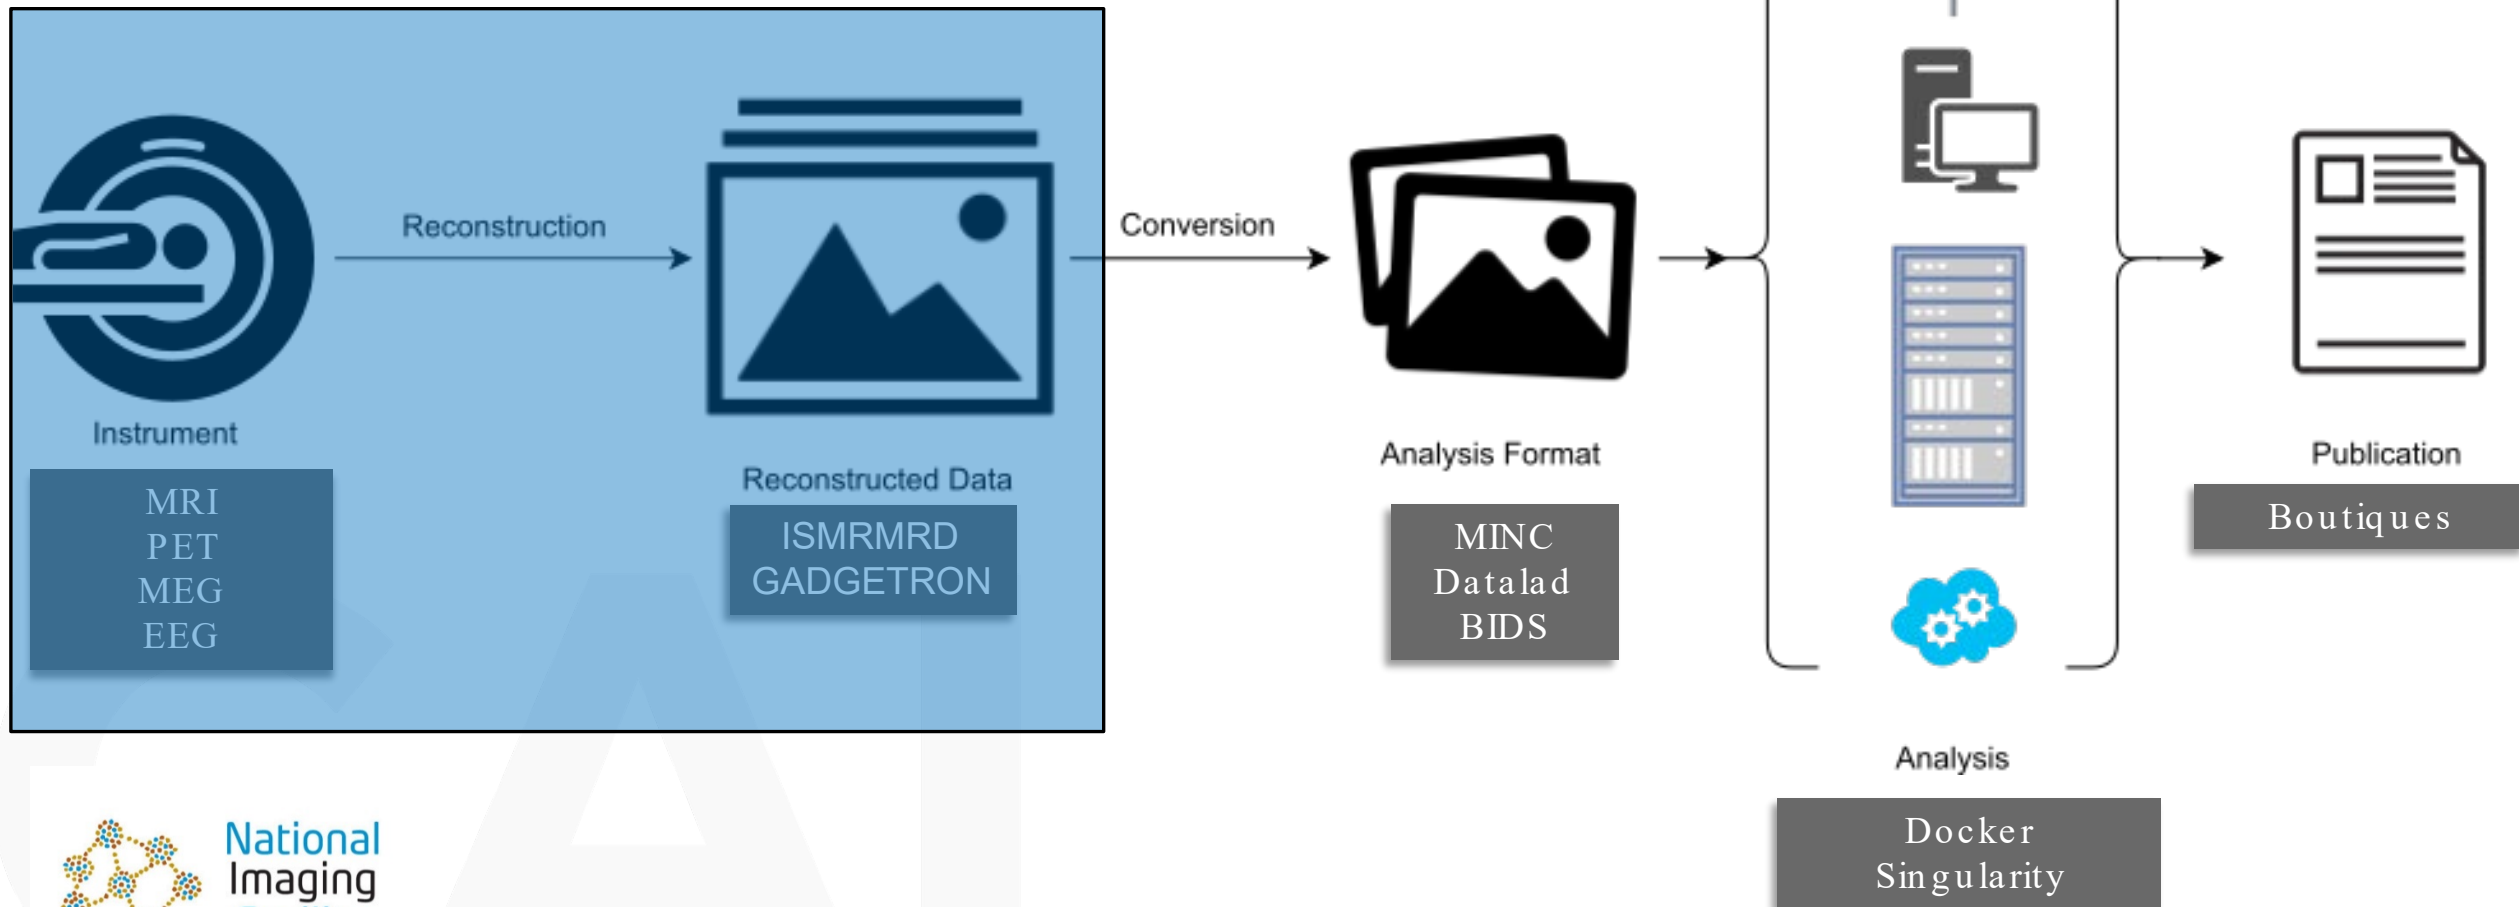 Reconstruction
Conversion
Instrument
MRI
PET
MEG
EEG
Reconstructed Data
ISMRMRD
GADGETRON
Analysis Format
MINC
Datalad
BIDS
Publication
Boutiques
Analysis
Docker
Singularity
National
Imaging